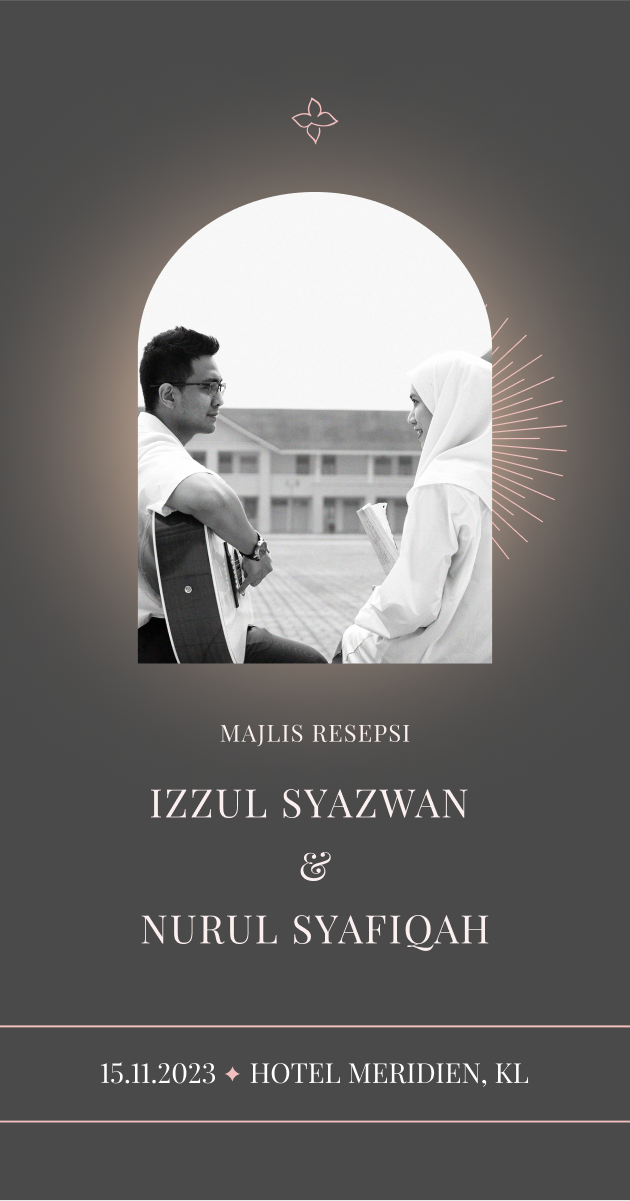 MAJLIS RESEPSI
IZZUL SYAZWAN
&
NURUL SYAFIQAH
15.11.2023 ✦ HOTEL MERIDIEN, KL